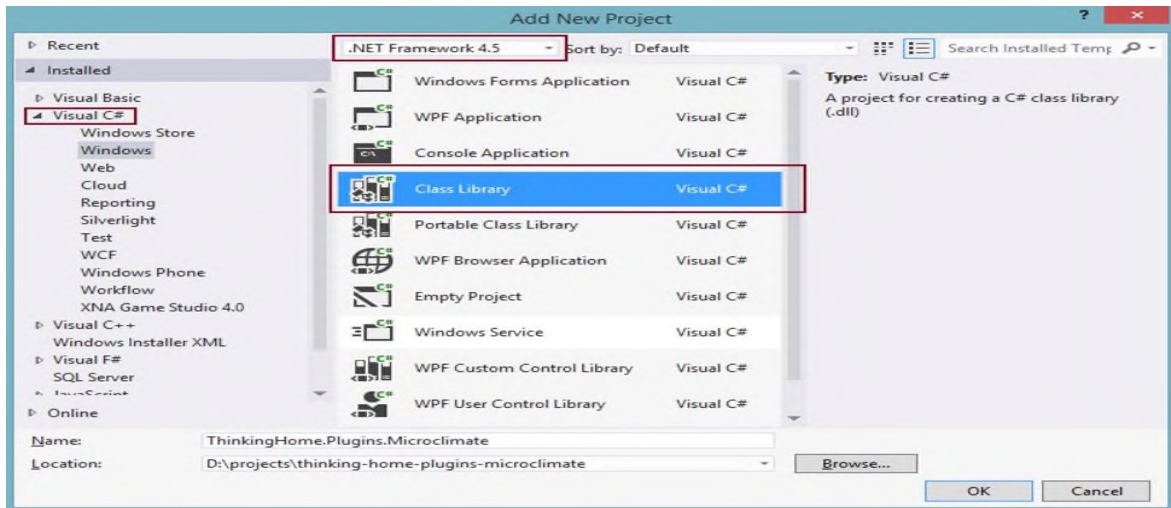 Add New Project
? ×
Recent
.NET Framework 4.5
Sort by: Default
Search Installed Temp
Installed
Visual Basic
Visual C#
Windows Store
Windows
Web
Cloud
Reporting
Silverlight
Test
WCF
Windows Phone
Workflow
XNA Game Studio 4.0
Visual C++
Windows Installer XML
Visual F#
SQL Server
JavaScript
Online
Windows Forms Application Visual C#
WPF Application Visual C#
Console Application Visual C#
Class Library Visual C#
Portable Class Library Visual C#
WPF Browser Application Visual C#
Empty Project Visual C#
Windows Service Visual C#
WPF Custom Control Library Visual C#
WPF User Control Library Visual C#
Type: Visual C#
A project for creating a C# class library
(.dll)
Name: ThinkingHome.Plugins.Microclimate
Location: D:\projects\thinking-home-plugins-microclimate
Browse...
OK Cancel